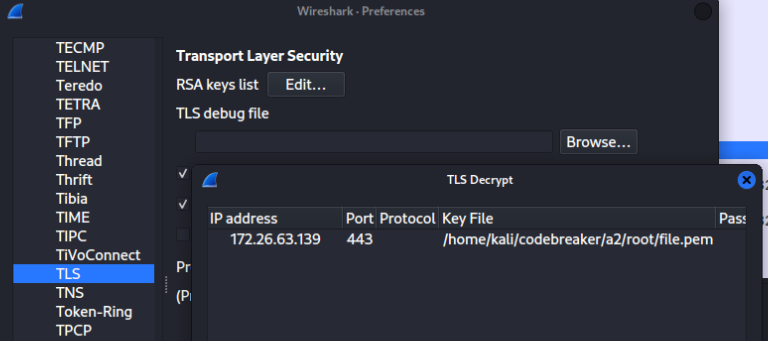 Wireshark · Preferences
TECMP
TELNET
Teredo
TETRA
TFP
TFTP
Thread
Thrift
Tibia
TIME
TIPC
TiVoConnect
TLS
TNS
Token-Ring
TPCP
Transport Layer Security
RSA keys list Edit...
TLS debug file
Browse...
TLS Decrypt
IP address Port Protocol Key File Pass
172.26.63.139 443 /home/kali/codebreaker/a2/root/file.pem
Pr
(P